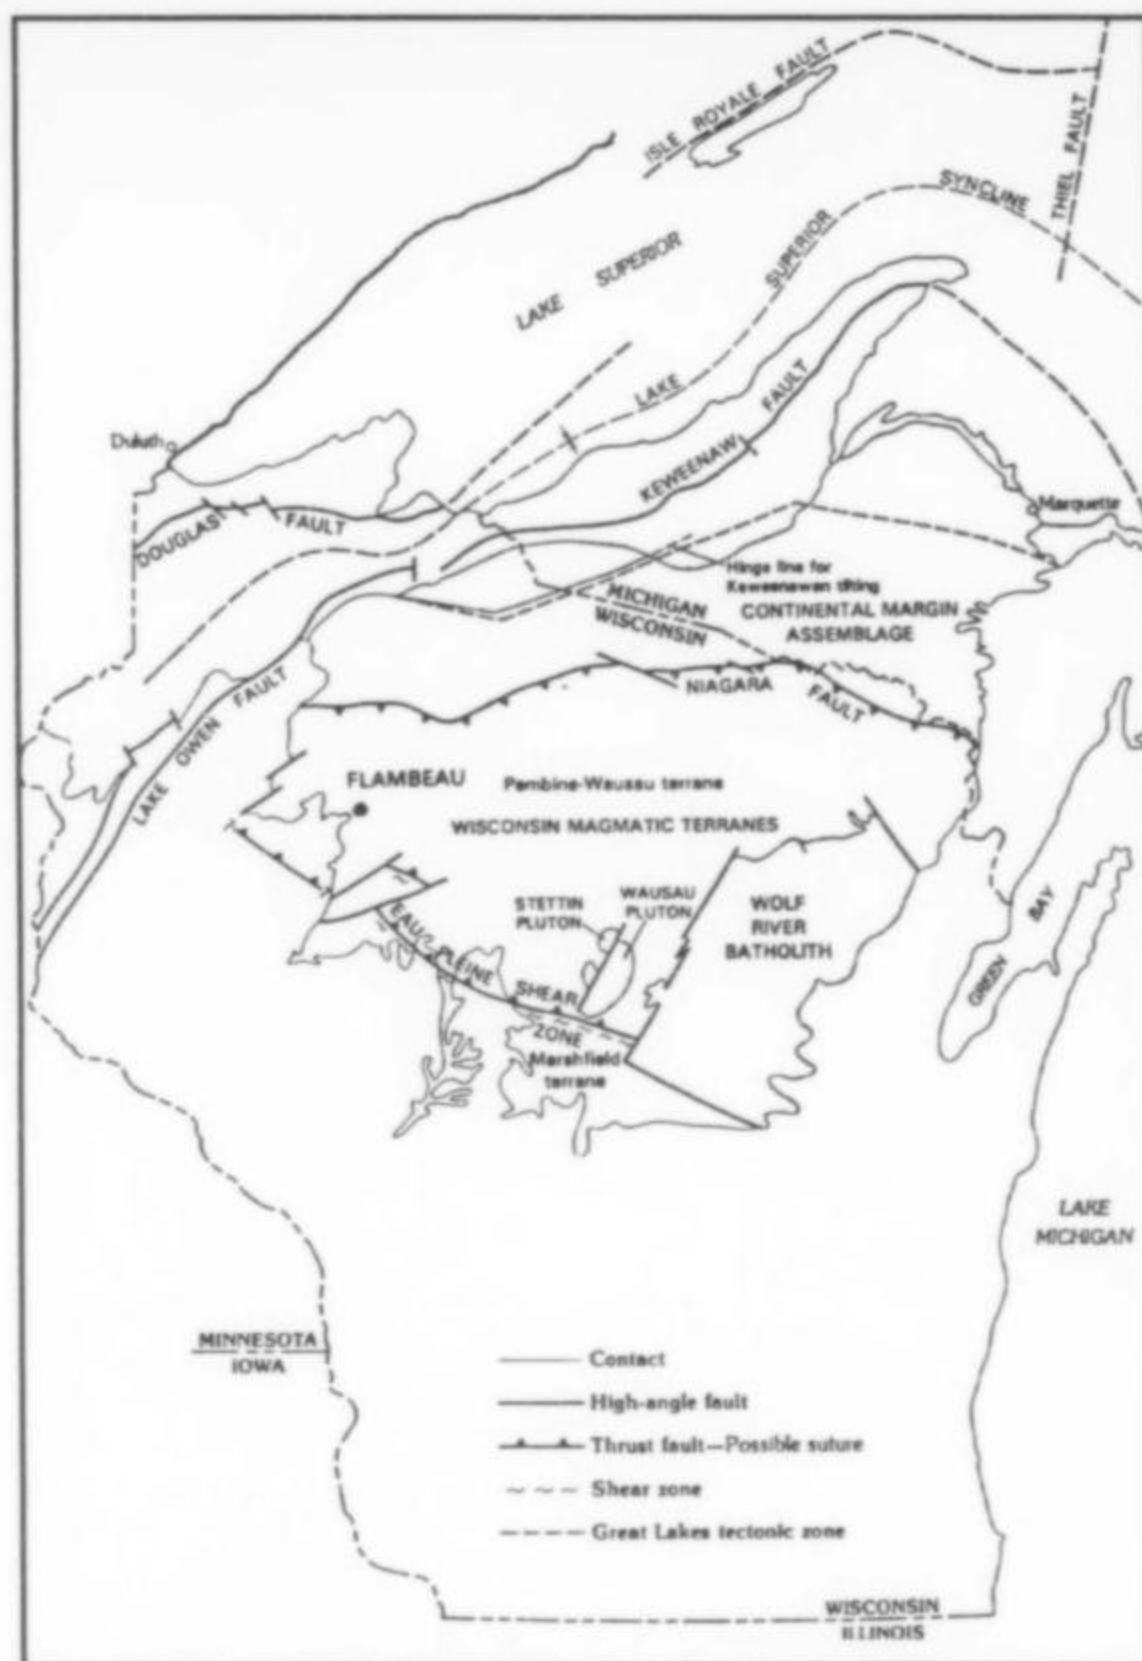 ISLE ROYALE FAULT
THIEL FAULT
SYNCLINE
SUPERIOR
LAKE
LAKE SUPERIOR
KEWEENAW FAULT
Duluth
DOUGLAS FAULT
Marquette
Hinge line for
Keweenawan tilting
MICHIGAN
WISCONSIN
CONTINENTAL MARGIN
ASSEMBLAGE
NIAGARA FAULT
LAKE OWEN FAULT
FLAMBEAU
Pembine-Wausau terrane
WISCONSIN MAGMATIC TERRANES
STETTIN
PLUTON
WAUSAU
PLUTON
WOLF
RIVER
BATHOLITH
EAU PLEINE SHEAR
ZONE
Marshfield
terrane
GREEN BAY
LAKE
MICHIGAN
MINNESOTA
IOWA
Contact
High-angle fault
Thrust fault—Possible suture
Shear zone
Great Lakes tectonic zone
WISCONSIN
ILLINOIS